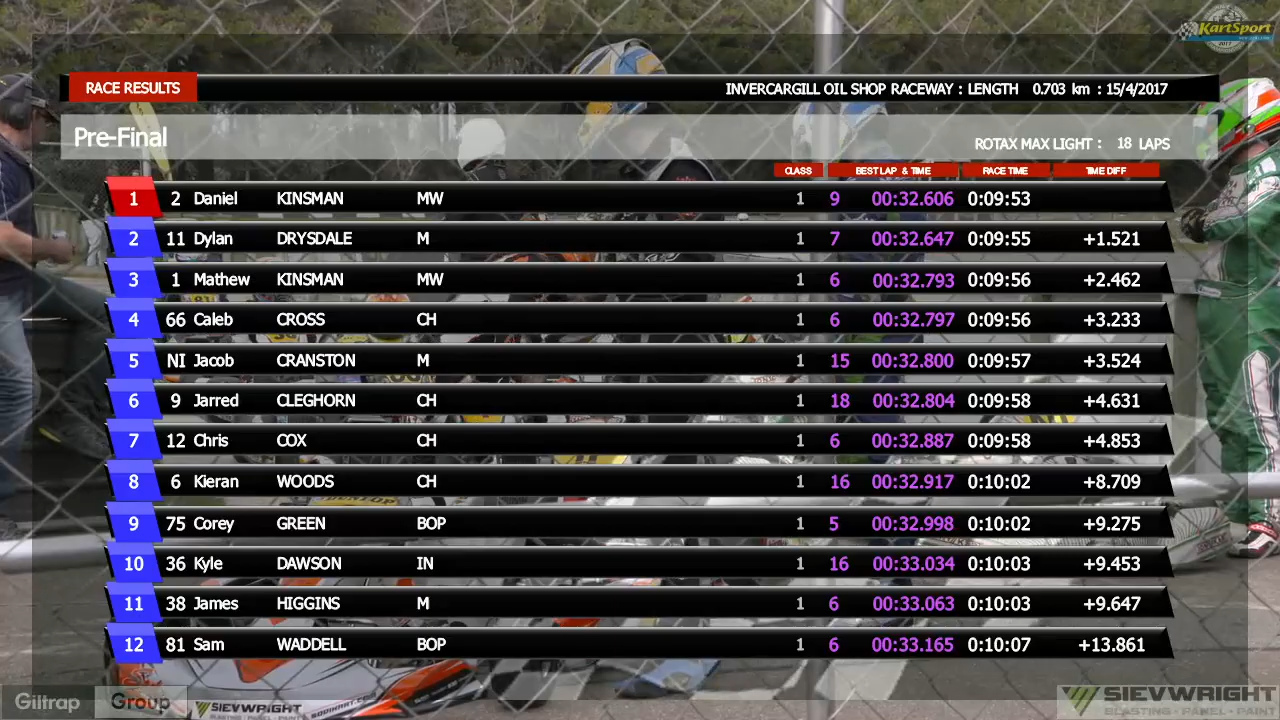 KartSport
2017
RACE RESULTS INVERCARGILL OIL SHOP RACEWAY : LENGTH 0.703 km : 15/4/2017
Pre-Final ROTAX MAX LIGHT : 18 LAPS
CLASS BEST LAP & TIME RACE TIME TIME DIFF
1 2 Daniel KINSMAN MW 1 9 00:32.606 0:09:53
2 11 Dylan DRYSDALE M 1 7 00:32.647 0:09:55 +1.521
3 1 Mathew KINSMAN MW 1 6 00:32.793 0:09:56 +2.462
4 66 Caleb CROSS CH 1 6 00:32.797 0:09:56 +3.233
5 NI Jacob CRANSTON M 1 15 00:32.800 0:09:57 +3.524
6 9 Jarred CLEGHORN CH 1 18 00:32.804 0:09:58 +4.631
7 12 Chris COX CH 1 6 00:32.887 0:09:58 +4.853
8 6 Kieran WOODS CH 1 16 00:32.917 0:10:02 +8.709
DUNLOP
9 75 Corey GREEN BOP 1 5 00:32.998 0:10:02 +9.275
10 36 Kyle DAWSON IN 1 16 00:33.034 0:10:03 +9.453
11 38 James HIGGINS M 1 6 00:33.063 0:10:03 +9.647
12 81 Sam WADDELL BOP 1 6 00:33.165 0:10:07 +13.861
Giltrap Group SIEVWRIGHT SODIKART.COM SIEVWRIGHT
BLASTING - PANEL - PAINT BLASTING - PANEL - PAINT